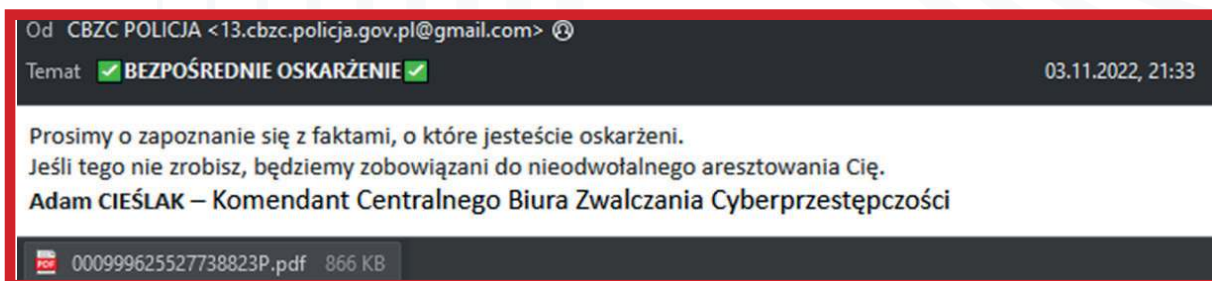 Od CBZC POLICJA <13.cbzc.policja.gov.pl@gmail.com>
Temat ✅BEZPOŚREDNIE OSKARŻENIE✅ 03.11.2022, 21:33
Prosimy o zapoznanie się z faktami, o które jesteście oskarżeni.
Jeśli tego nie zrobisz, będziemy zobowiązani do nieodwołalnego aresztowania Cię.
Adam CIEŚLAK – Komendant Centralnego Biura Zwalczania Cyberprzestępczości
PDF 000999625527738823P.pdf 866 KB